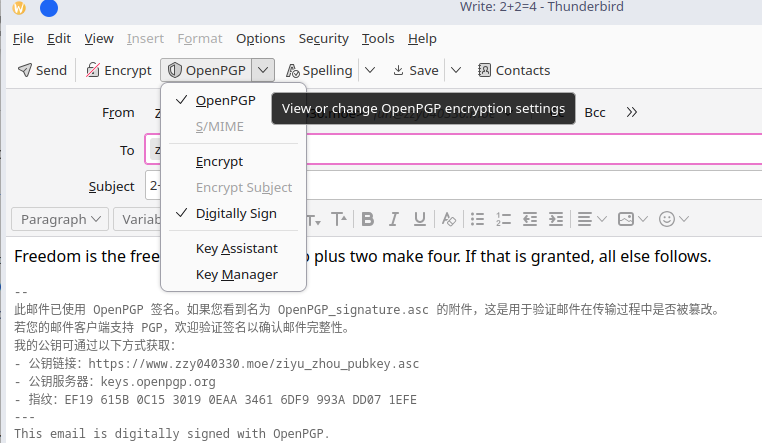 Write: 2+2=4 - Thunderbird
File Edit View Insert Format Options Security Tools Help
Send Encrypt OpenPGP Spelling Save Contacts
OpenPGP
View or change OpenPGP encryption settings
From Bcc
S/MIME
To
Encrypt
Subject
Encrypt Subject
Paragraph
Digitally Sign
Key Assistant
Key Manager
Freedom is the plus two make four. If that is granted, all else follows.
--
此邮件已使用 OpenPGP 签名。如果您看到名为 OpenPGP_signature.asc 的附件，这是用于验证邮件在传输过程中是否被篡改。
若您的邮件客户端支持 PGP，欢迎验证签名以确认邮件完整性。
我的公钥可通过以下方式获取：
- 公钥链接：https://www.zzy040330.moe/ziyu_zhou_pubkey.asc
- 公钥服务器：keys.openpgp.org
- 指纹：EF19 615B 0C15 3019 0EAA 3461 6DF9 993A DD07 1EFE
---
This email is digitally signed with OpenPGP.